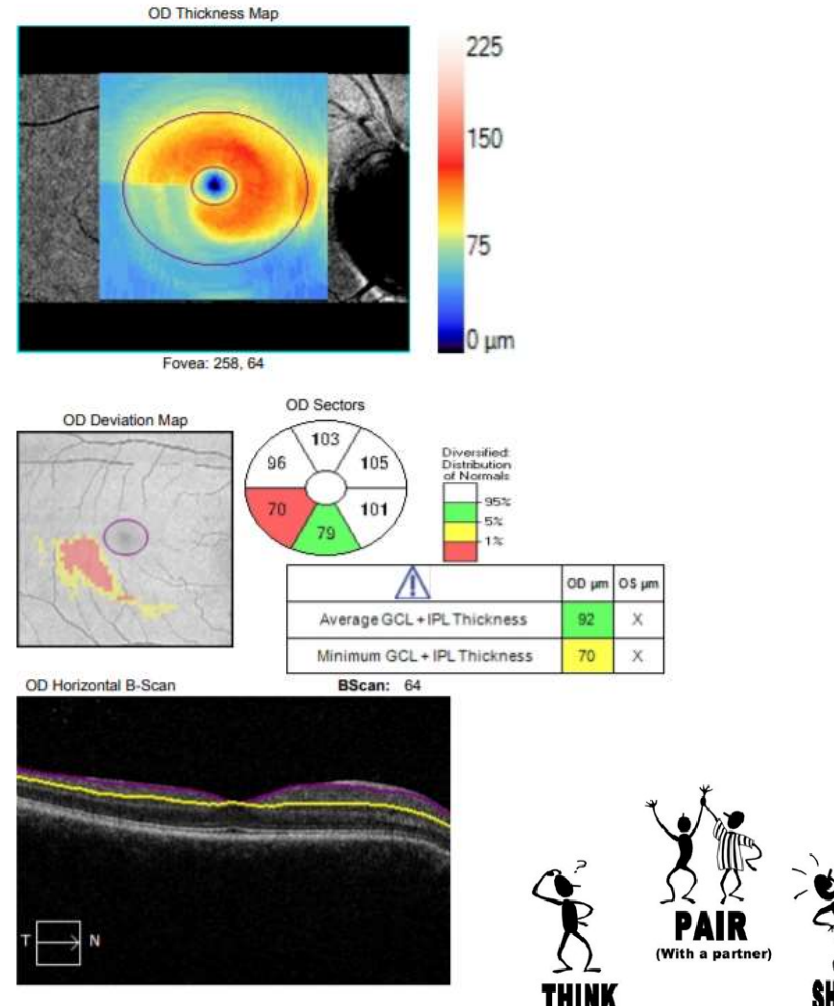 OD Thickness Map
225
150
75
0 µm
Fovea: 258, 64
OD Deviation Map
OD Sectors
103
96
105
70
101
79
Diversified:
Distribution
of Normals
95%
5%
1%
OD µm OS µm
Average GCL + IPL Thickness 92 X
Minimum GCL + IPL Thickness 70 X
OD Horizontal B-Scan
BScan: 64
T N
?
PAIR
(With a partner)
THINK
SH